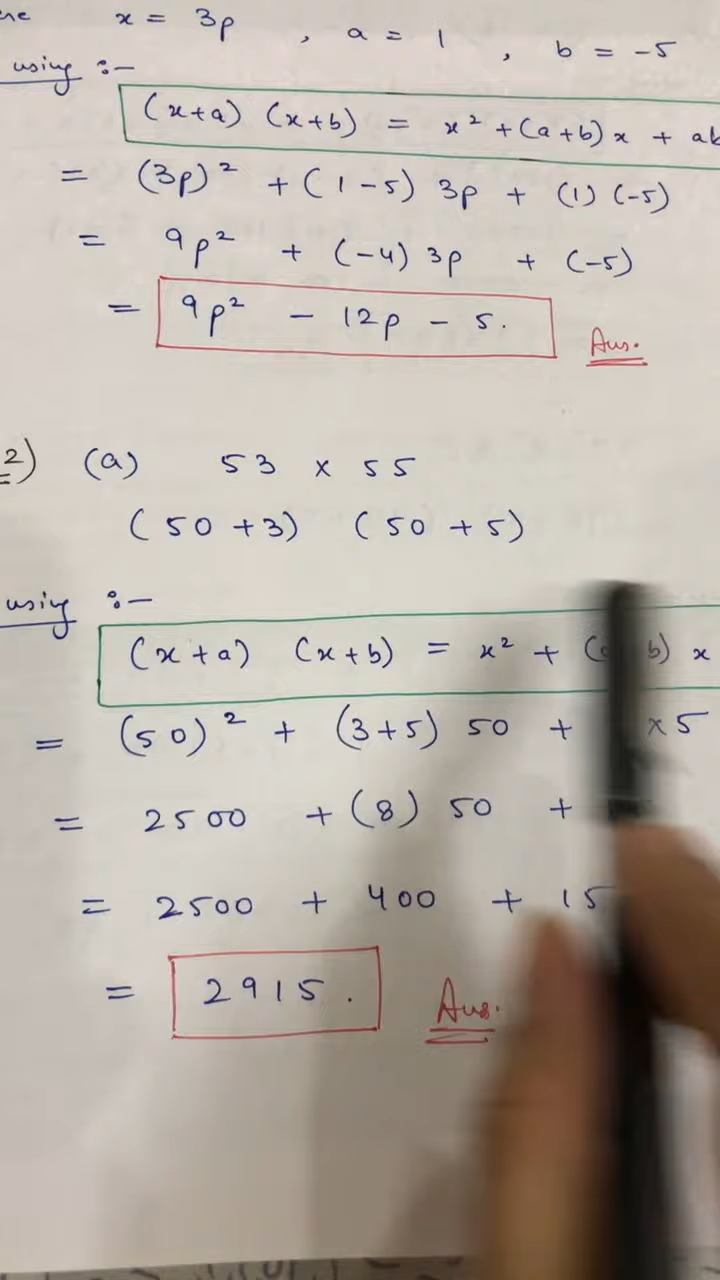 x = 3p , a = 1 , b = -5
using :-
(x+a) (x+b) = x² + (a+b) x + ab
= (3p)² + (1-5) 3p + (1) (-5)
= 9p² + (-4) 3p + (-5)
= 9p² - 12p - 5.
Ans.
2) (a) 53 x 55
(50+3) (50+5)
using :-
(x+a) (x+b) = x² + ( b) x
= (50)² + (3+5) 50 + x5
= 2500 + (8) 50 +
= 2500 + 400 + 15
= 2915. Ans.